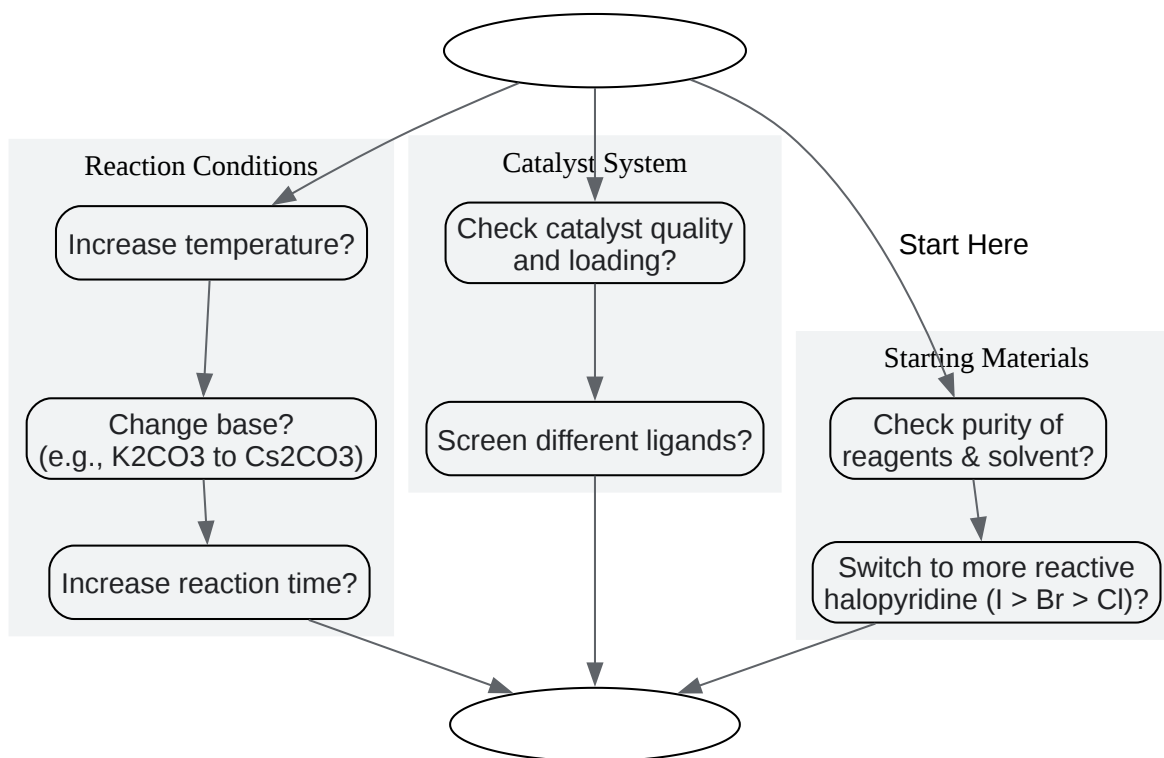 Reaction Conditions
Increase temperature?
Change base?
(e.g., K2CO3 to Cs2CO3)
Increase reaction time?
Catalyst System
Check catalyst quality
and loading?
Screen different ligands?
Start Here
Starting Materials
Check purity of
reagents & solvent?
Switch to more reactive
halopyridine (I > Br > Cl)?